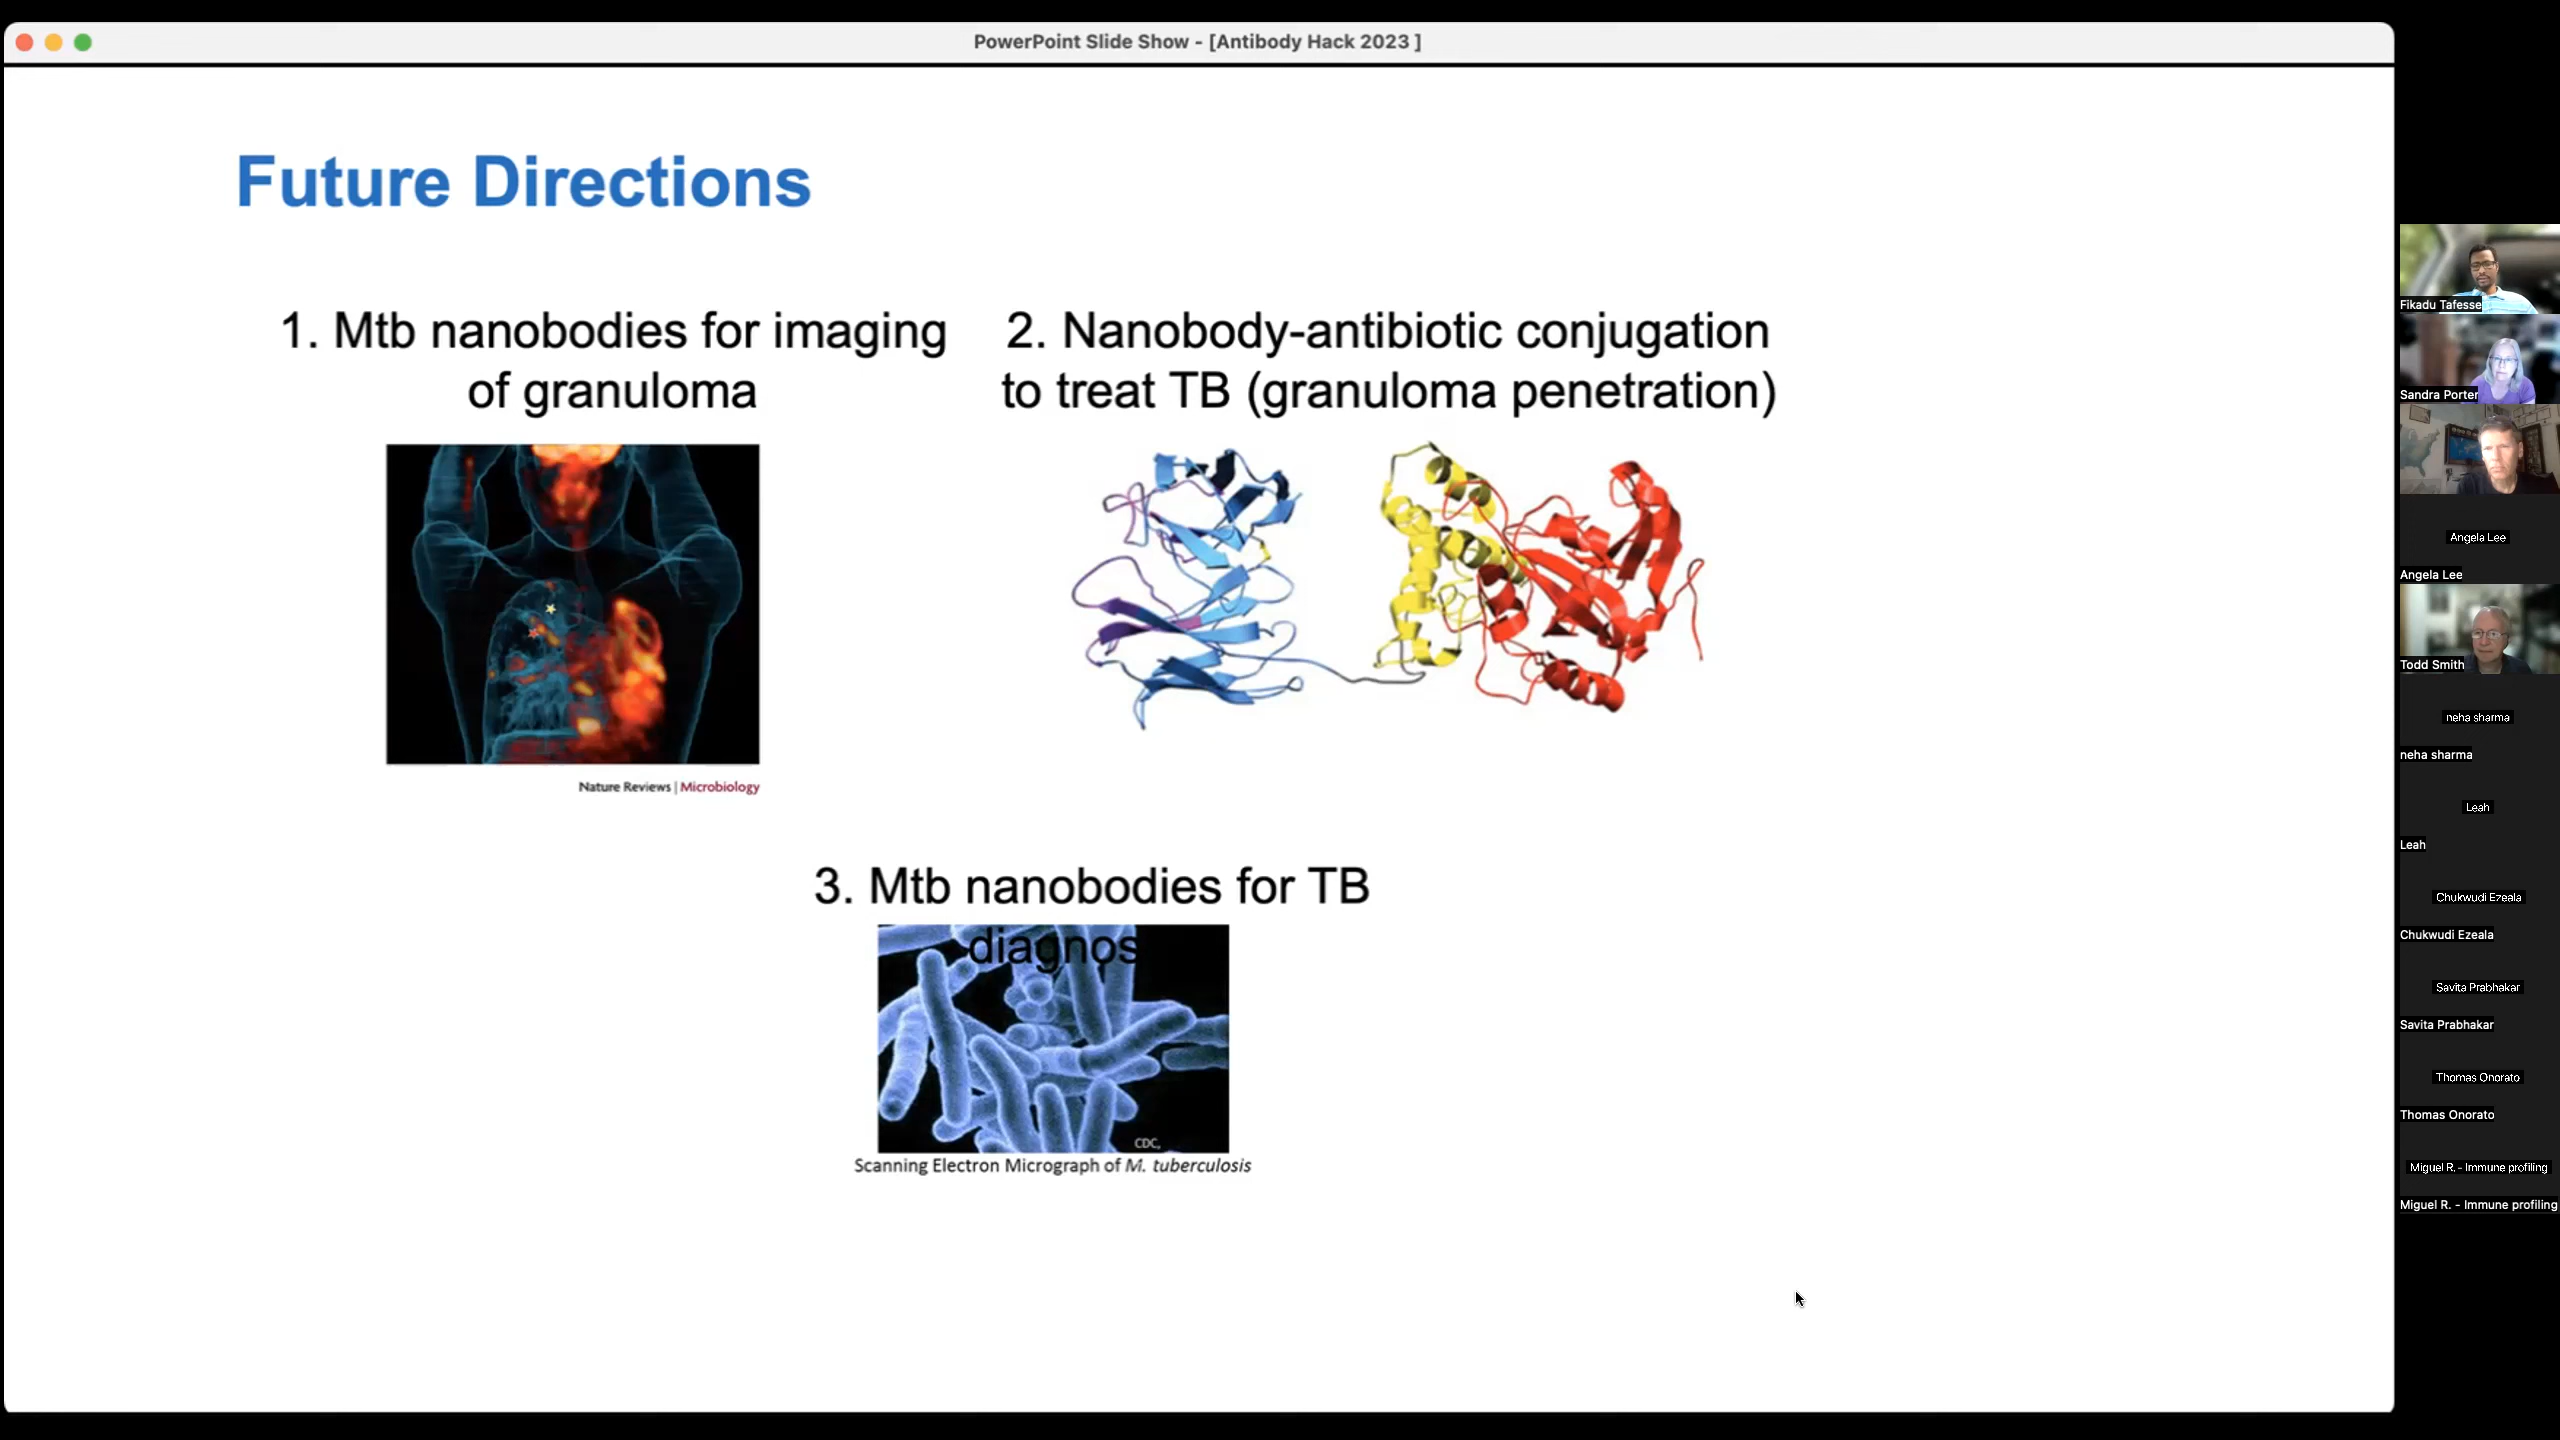 PowerPoint Slide Show - [Antibody Hack 2023 ]
Future Directions
1. Mtb nanobodies for imaging
of granuloma
2. Nanobody-antibiotic conjugation
to treat TB (granuloma penetration)
Nature Reviews | Microbiology
3. Mtb nanobodies for TB
diagnos
CDC,
Scanning Electron Micrograph of M. tuberculosis
Fikadu Tafesse
Sandra Porter
Angela Lee
Angela Lee
Todd Smith
neha sharma
neha sharma
Leah
Leah
Chukwudi Ezeala
Chukwudi Ezeala
Savita Prabhakar
Savita Prabhakar
Thomas Onorato
Thomas Onorato
Miguel R. - Immune profiling
Miguel R. - Immune profiling